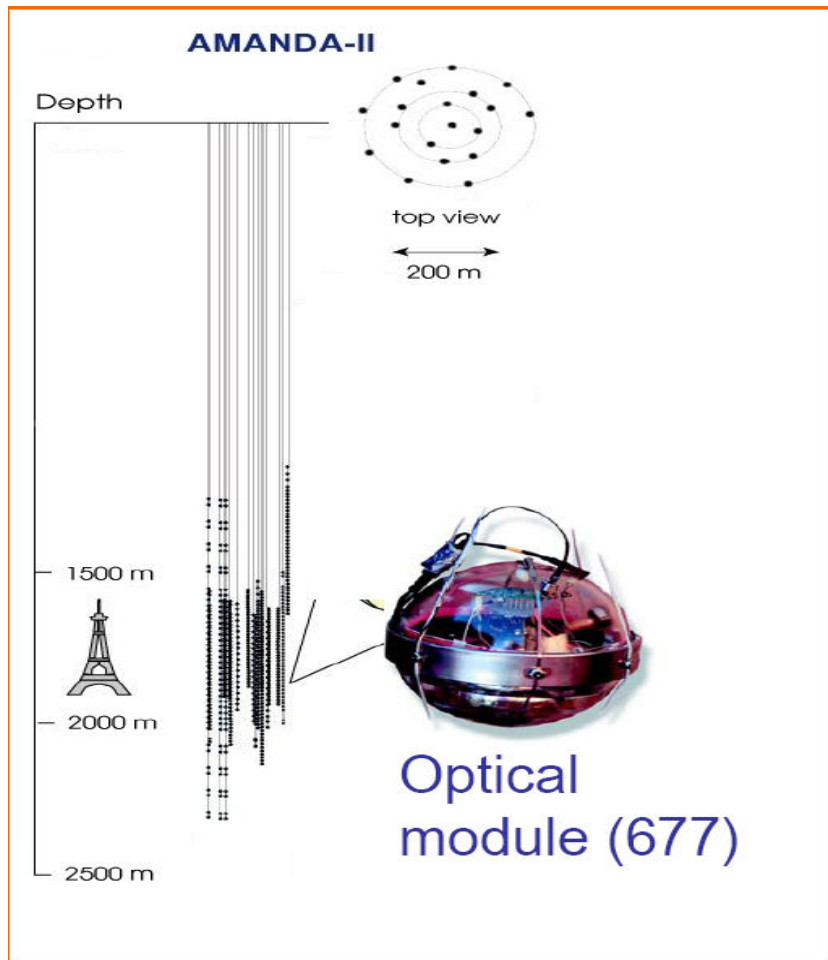 AMANDA-II
Depth
top view
200 m
1500 m
2000 m
Optical
module (677)
2500 m